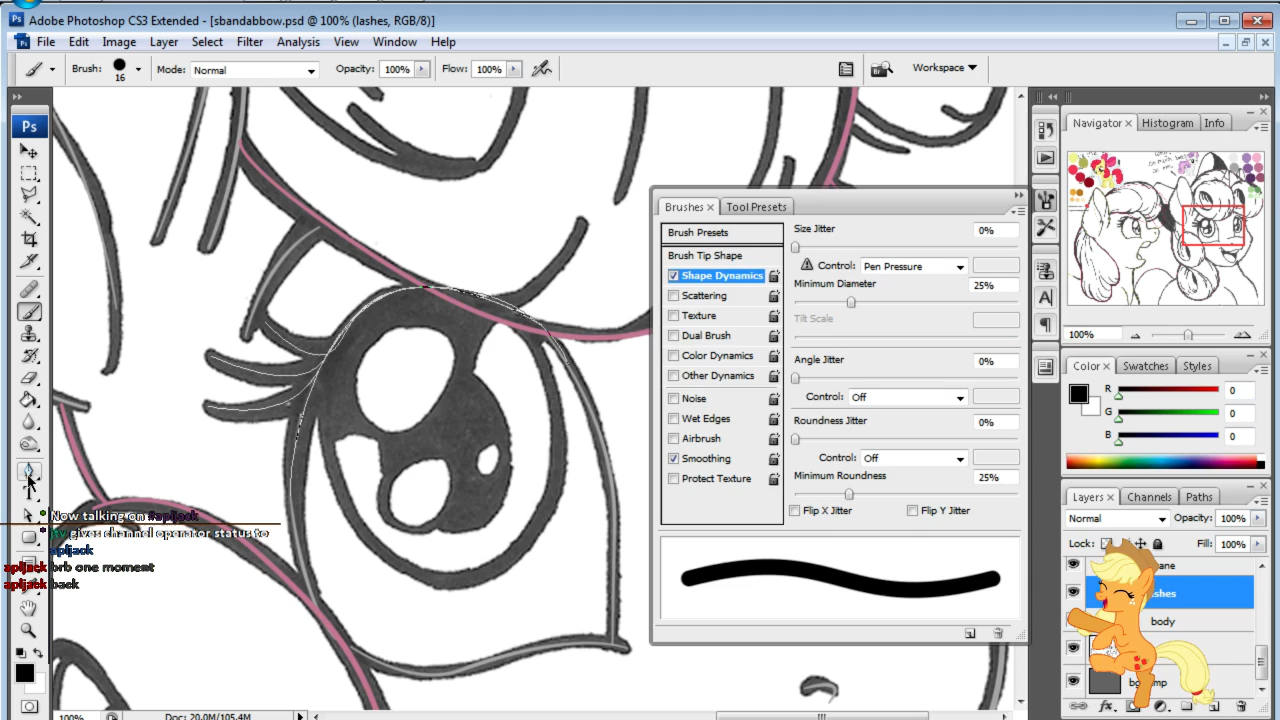 Adobe Photoshop CS3 Extended - [sbandabbow.psd @ 100% (lashes, RGB/8)]
File Edit Image Layer Select Filter Analysis View Window Help
Brush: 16 Mode: Normal Opacity: 100% Flow: 100% Workspace
Ps
Navigator Histogram Info
100%
Brushes Tool Presets
Brush Presets
Brush Tip Shape
Shape Dynamics
Scattering
Texture
Dual Brush
Color Dynamics
Other Dynamics
Noise
Wet Edges
Airbrush
Smoothing
Protect Texture
Size Jitter 0%
Control: Pen Pressure
Minimum Diameter 25%
Tilt Scale
Angle Jitter 0%
Control: Off
Roundness Jitter 0%
Control: Off
Minimum Roundness 25%
Flip X Jitter Flip Y Jitter
Color Swatches Styles
R 0
G 0
B 0
Layers Channels Paths
Normal Opacity: 100%
Lock: Fill: 100%
ane
ashes
body
Now talking on #apljack
jtv gives channel operator status to
apljack
apljack brb one moment
apljack back
100% Doc: 20.0M/105.4M